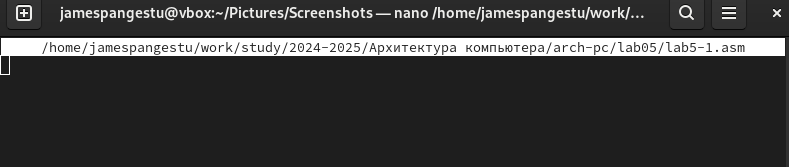 jamespangestu@vbox:~/Pictures/Screenshots — nano /home/jamespangestu/work/...
/home/jamespangestu/work/study/2024-2025/Архитектура компьютера/arch-pc/lab05/lab5-1.asm